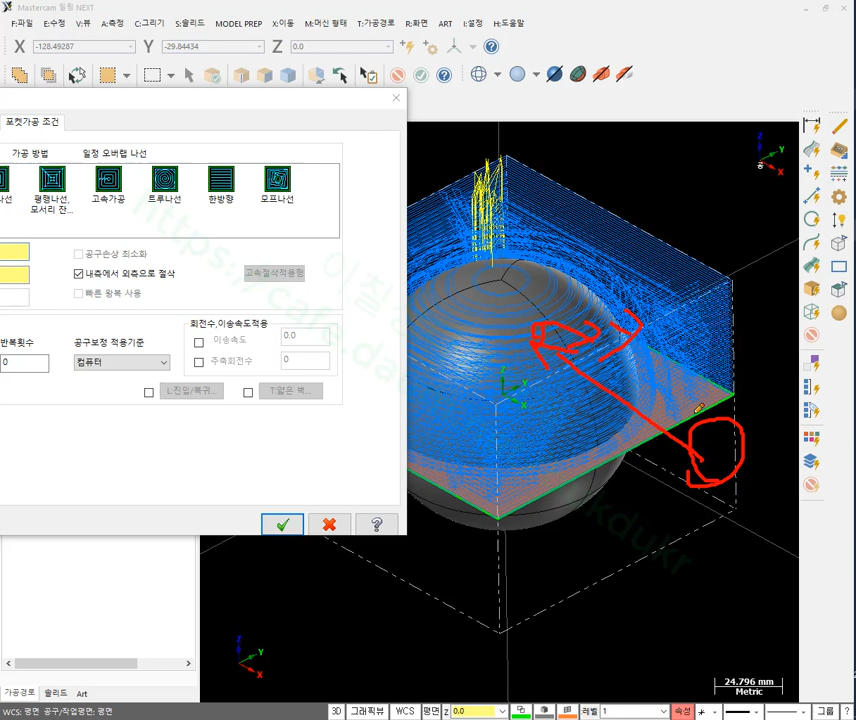 Mastercam 밀링 NEXT
F:파일 E:수정 V:뷰 A:측정 C:그리기 S:솔리드 MODEL PREP X:이동 M:머신 형태 T:가공경로 R:화면 ART I:설정 H:도움말
X -128.49287 Y -29.84434 Z 0.0
포켓가공 조건
가공 방법 일정 오버랩 나선
나선 평행나선, 모서리 잔... 고속가공 트루나선 한방향 모프나선
공구손상 최소화
내측에서 외측으로 절삭 고속절삭적용형
빠른 왕복 사용
회전수,이송속도적용
반복횟수 공구보정 적용기준 이송속도 0.0
0 컴퓨터 주축회전수 0
L:진입/복귀... T:얇은 벽...
Z
Y
X
Z
Y
X
Z
Y
X
24.796 mm
Metric
가공경로 솔리드 Art
WCS: 평면 공구/작업평면: 평면 3D 그래픽뷰 WCS 평면 Z 0.0 레벨 1 속성 그룹 ?